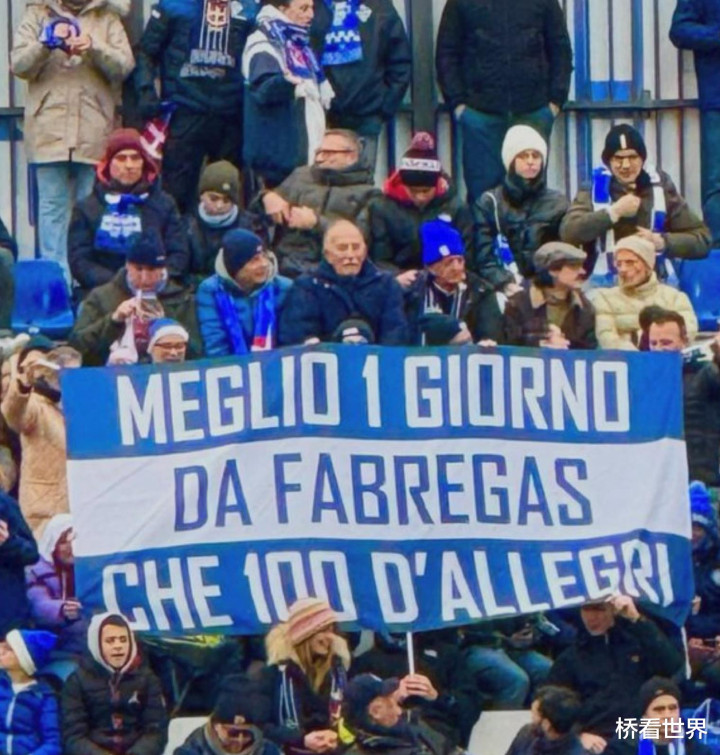 MEGLIO 1 GIORNO
DA FABREGAS
CHE 100 D'ALLEGRI
桥看世界